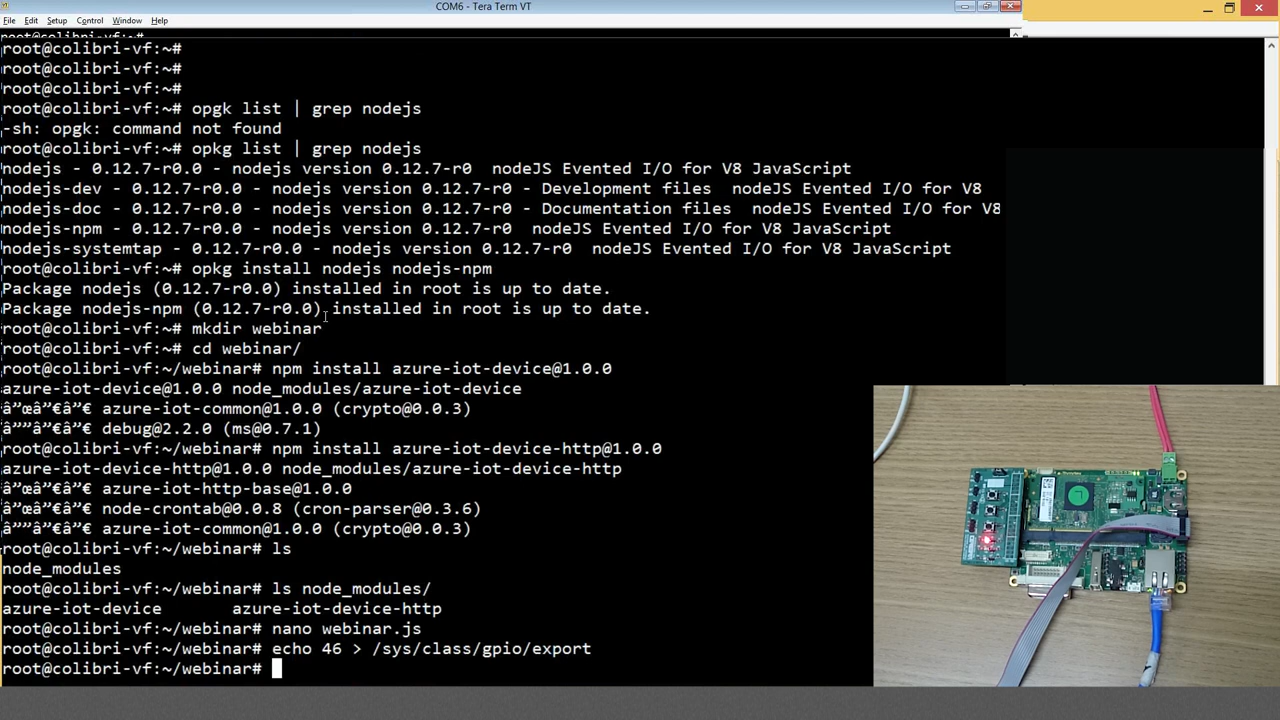 COM6 - Tera Term VT
File Edit Setup Control Window Help
root@colibri-vf:~#
root@colibri-vf:~#
root@colibri-vf:~#
root@colibri-vf:~# opgk list | grep nodejs
-sh: opgk: command not found
root@colibri-vf:~# opkg list | grep nodejs
nodejs - 0.12.7-r0.0 - nodejs version 0.12.7-r0  nodeJS Evented I/O for V8 JavaScript
nodejs-dev - 0.12.7-r0.0 - nodejs version 0.12.7-r0 - Development files  nodeJS Evented I/O for V8
nodejs-doc - 0.12.7-r0.0 - nodejs version 0.12.7-r0 - Documentation files  nodeJS Evented I/O for V8
nodejs-npm - 0.12.7-r0.0 - nodejs version 0.12.7-r0  nodeJS Evented I/O for V8 JavaScript
nodejs-systemtap - 0.12.7-r0.0 - nodejs version 0.12.7-r0  nodeJS Evented I/O for V8 JavaScript
root@colibri-vf:~# opkg install nodejs nodejs-npm
Package nodejs (0.12.7-r0.0) installed in root is up to date.
Package nodejs-npm (0.12.7-r0.0) installed in root is up to date.
root@colibri-vf:~# mkdir webinar
root@colibri-vf:~# cd webinar/
root@colibri-vf:~/webinar# npm install azure-iot-device@1.0.0
azure-iot-device@1.0.0 node_modules/azure-iot-device
â”œâ”€â”€ azure-iot-common@1.0.0 (crypto@0.0.3)
â””â”€â”€ debug@2.2.0 (ms@0.7.1)
root@colibri-vf:~/webinar# npm install azure-iot-device-http@1.0.0
azure-iot-device-http@1.0.0 node_modules/azure-iot-device-http
â”œâ”€â”€ azure-iot-http-base@1.0.0
â”œâ”€â”€ node-crontab@0.0.8 (cron-parser@0.3.6)
â””â”€â”€ azure-iot-common@1.0.0 (crypto@0.0.3)
root@colibri-vf:~/webinar# ls
node_modules
root@colibri-vf:~/webinar# ls node_modules/
azure-iot-device       azure-iot-device-http
root@colibri-vf:~/webinar# nano webinar.js
root@colibri-vf:~/webinar# echo 46 > /sys/class/gpio/export
root@colibri-vf:~/webinar#